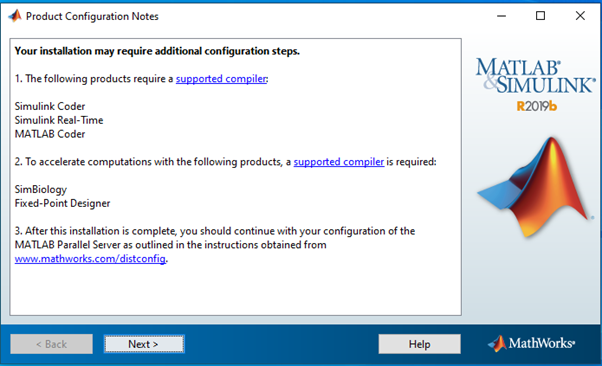 Product Configuration Notes
Your installation may require additional configuration steps.
1. The following products require a supported compiler:
Simulink Coder
Simulink Real-Time
MATLAB Coder
2. To accelerate computations with the following products, a supported compiler is required:
SimBiology
Fixed-Point Designer
3. After this installation is complete, you should continue with your configuration of the
MATLAB Parallel Server as outlined in the instructions obtained from
www.mathworks.com/distconfig.
MATLAB®
&SIMULINK®
R2019b
< Back
Next >
Help
MathWorks®